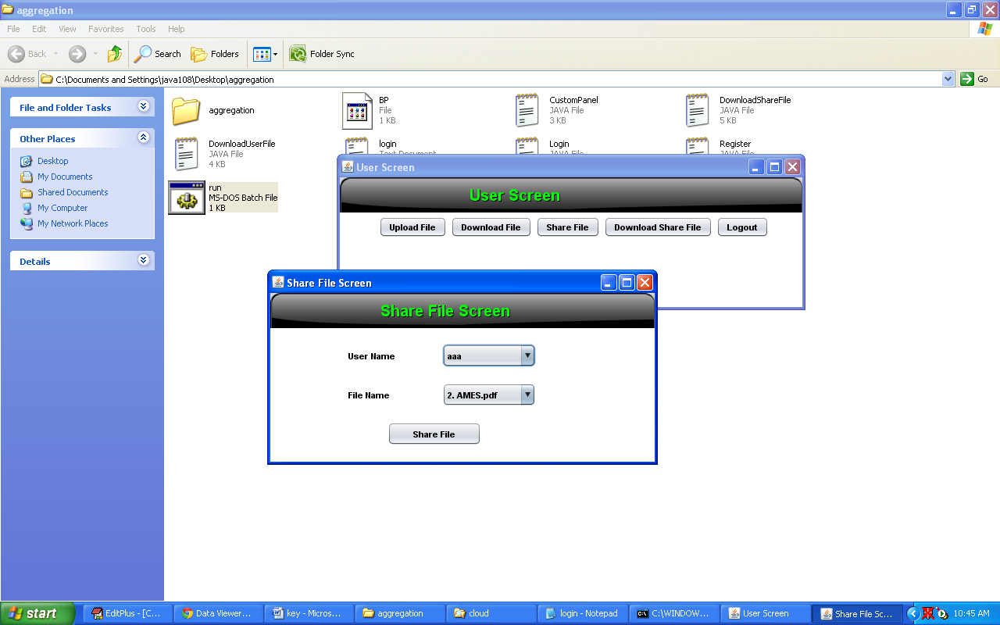 aggregation
File Edit View Favorites Tools Help
Back Search Folders Folder Sync
Address C:\Documents and Settings\java108\Desktop\aggregation Go
File and Folder Tasks
Other Places
Desktop
My Documents
Shared Documents
My Computer
My Network Places
Details
aggregation
BP
File
1 KB
CustomPanel
JAVA File
3 KB
DownloadShareFile
JAVA File
5 KB
DownloadUserFile
JAVA File
4 KB
login
Text Document
Login
JAVA File
Register
JAVA File
run
MS-DOS Batch File
1 KB
User Screen
User Screen
Upload File Download File Share File Download Share File Logout
Share File Screen
Share File Screen
User Name aaa
File Name 2. AMES.pdf
Share File
start EditPlus - [C... Data Viewer... key - Micros... aggregation cloud login - Notepad C:\WINDOW... User Screen Share File Sc... 10:45 AM